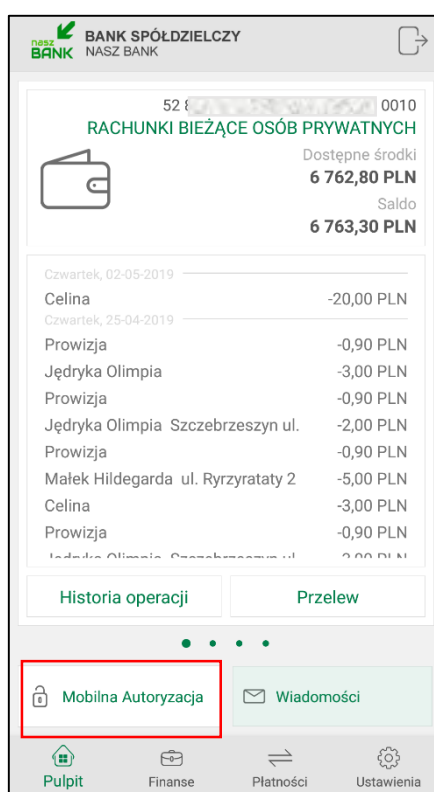 nasz BANK
BANK SPÓŁDZIELCZY
NASZ BANK
52 8 0010
RACHUNKI BIEŻĄCE OSÓB PRYWATNYCH
Dostępne środki
6 762,80 PLN
Saldo
6 763,30 PLN
Czwartek, 02-05-2019
Celina -20,00 PLN
Czwartek, 25-04-2019
Prowizja -0,90 PLN
Jędryka Olimpia -3,00 PLN
Prowizja -0,90 PLN
Jędryka Olimpia Szczebrzeszyn ul. -2,00 PLN
Prowizja -0,90 PLN
Małek Hildegarda ul. Ryrzyrataty 2 -5,00 PLN
Celina -3,00 PLN
Prowizja -0,90 PLN
Historia operacji Przelew
Mobilna Autoryzacja Wiadomości
Pulpit Finanse Płatności Ustawienia